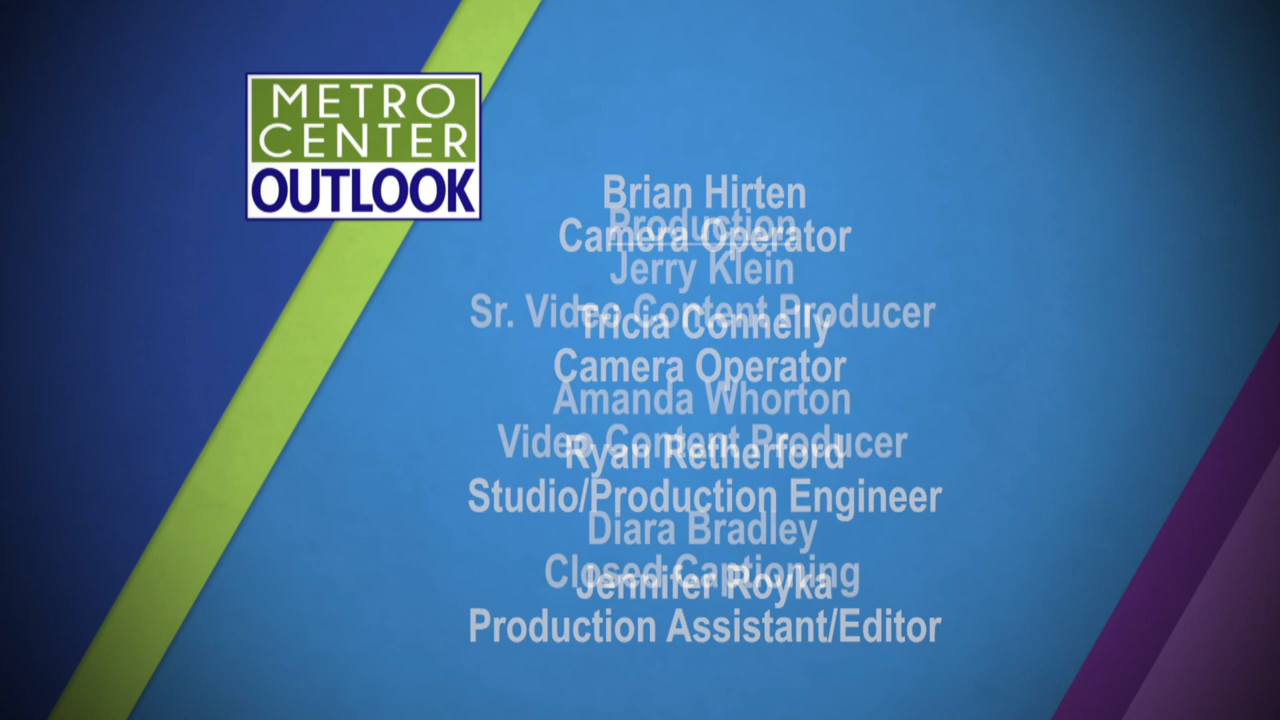 METRO
CENTER
OUTLOOK
Brian Hirten
Production
Camera Operator
Jerry Klein
Sr. Video Content Producer
Tricia Connelly
Camera Operator
Amanda Whorton
Video Content Producer
Ryan Retherford
Studio/Production Engineer
Diara Bradley
Closed Captioning
Jennifer Royka
Production Assistant/Editor